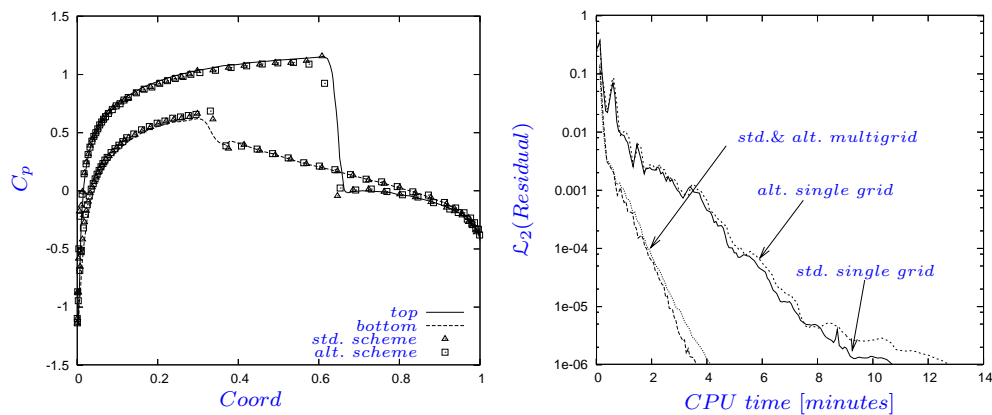 1.5
1
0.5
0
-0.5
-1
-1.5
0
0.2
0.4
0.6
0.8
1
C_p
Coord
top
bottom
std. scheme
alt. scheme
1
0.1
0.01
0.001
1e-04
1e-05
1e-06
0
2
4
6
8
10
12
14
L_2(Residual)
CPU time [minutes]
std.& alt. multigrid
alt. single grid
std. single grid